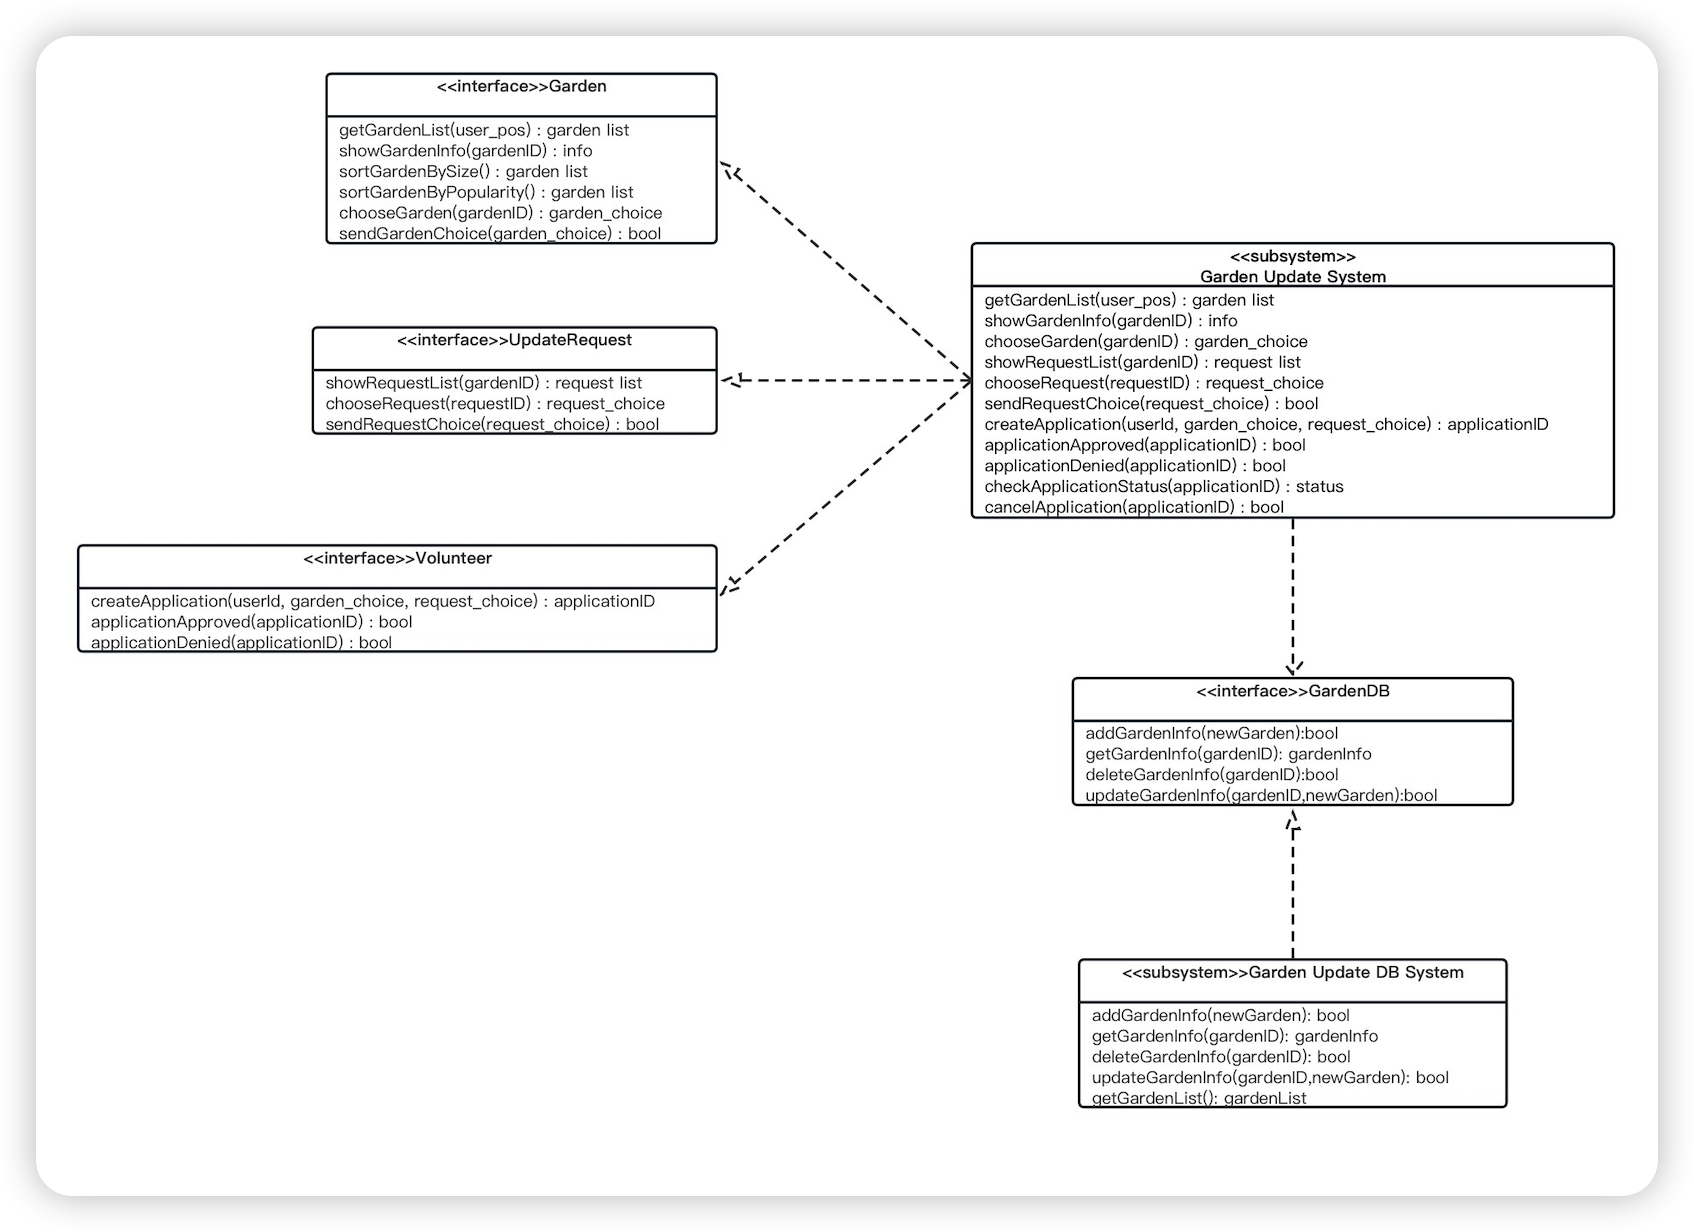 <<interface>>Garden
getGardenList(user_pos) : garden list
showGardenInfo(gardenID) : info
sortGardenBySize() : garden list
sortGardenByPopularity() : garden list
chooseGarden(gardenID) : garden_choice
sendGardenChoice(garden_choice) : bool
<<subsystem>>
Garden Update System
getGardenList(user_pos) : garden list
showGardenInfo(gardenID) : info
chooseGarden(gardenID) : garden_choice
showRequestList(gardenID) : request list
chooseRequest(requestID) : request_choice
sendRequestChoice(request_choice) : bool
createApplication(userId, garden_choice, request_choice) : applicationID
applicationApproved(applicationID) : bool
applicationDenied(applicationID) : bool
checkApplicationStatus(applicationID) : status
cancelApplication(applicationID) : bool
<<interface>>UpdateRequest
showRequestList(gardenID) : request list
chooseRequest(requestID) : request_choice
sendRequestChoice(request_choice) : bool
<<interface>>Volunteer
createApplication(userId, garden_choice, request_choice) : applicationID
applicationApproved(applicationID) : bool
applicationDenied(applicationID) : bool
<<interface>>GardenDB
addGardenInfo(newGarden):bool
getGardenInfo(gardenID): gardenInfo
deleteGardenInfo(gardenID):bool
updateGardenInfo(gardenID,newGarden):bool
<<subsystem>>Garden Update DB System
addGardenInfo(newGarden): bool
getGardenInfo(gardenID): gardenInfo
deleteGardenInfo(gardenID): bool
updateGardenInfo(gardenID,newGarden): bool
getGardenList(): gardenList